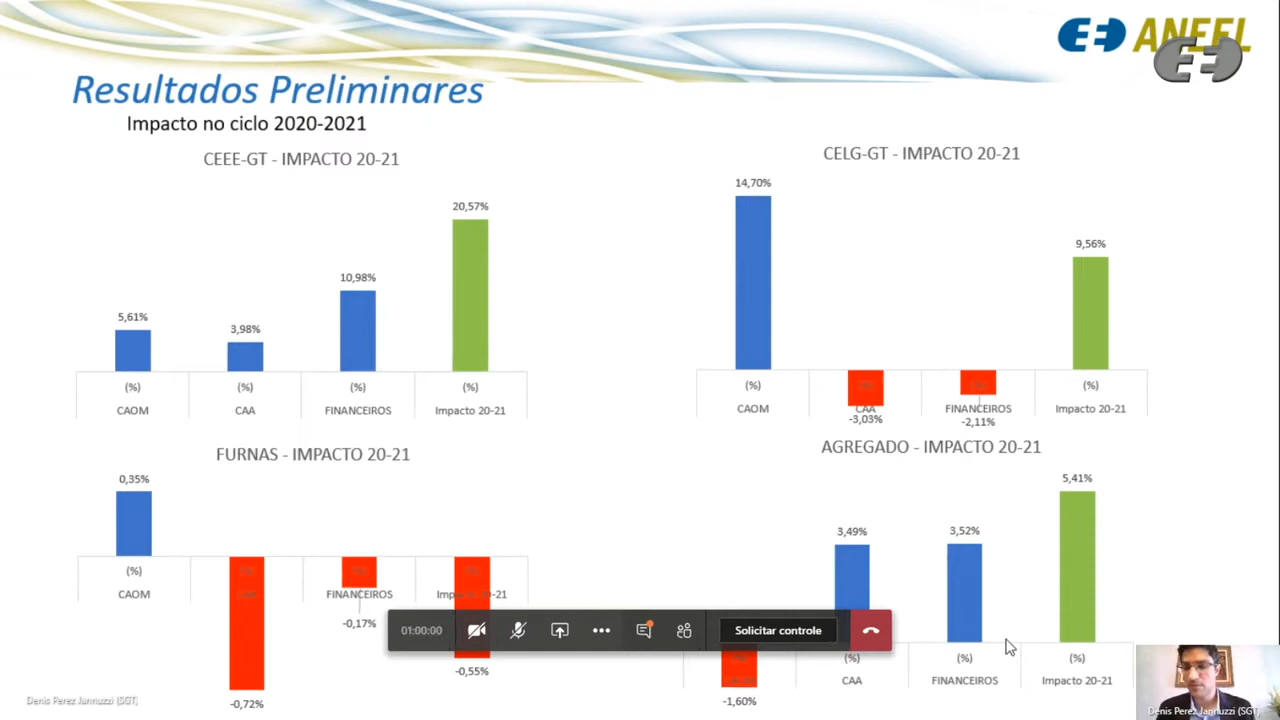 ANEEL
Resultados Preliminares
Impacto no ciclo 2020-2021
CEEE-GT - IMPACTO 20-21
20,57%
10,98%
5,61%
3,98%
(%) (%) (%) (%)
CAOM CAA FINANCEIROS Impacto 20-21
CELG-GT - IMPACTO 20-21
14,70%
9,56%
(%) (%) (%) (%)
CAOM CAA FINANCEIROS Impacto 20-21
-3,03% -2,11%
FURNAS - IMPACTO 20-21
0,35%
(%) (%) (%) (%)
CAOM CAA FINANCEIROS Impacto 20-21
-0,17%
-0,55%
-0,72%
AGREGADO - IMPACTO 20-21
5,41%
3,49% 3,52%
(%) (%) (%)
CAA FINANCEIROS Impacto 20-21
-1,60%
01:00:00 Solicitar controle
Denis Perez Jannuzzi (SGT)
Denis Perez Jannuzzi (SGT)